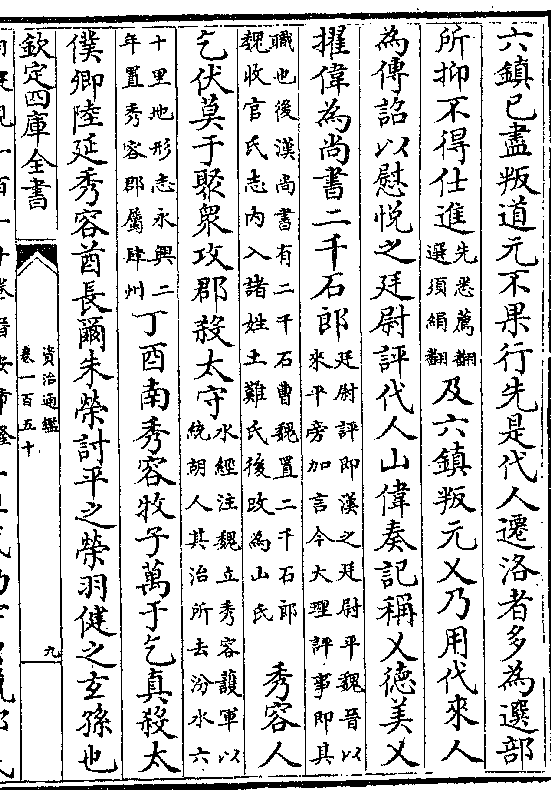 六鎮已盡叛道元不果行先是代人遷洛者多為選部
所抑不得仕進
先悉薦翻
選須絹翻
及六鎮叛元乂乃用代來人
為傳詔以慰悦之廷尉評代人山偉奏記稱乂德美乂
擢偉為尚書二千石郎
廷尉評即漢之廷尉平魏晉以
來平旁加言今大理評事即其
職也後漢尚書有二千石曹魏置二千石郎
魏收官氏志内入諸姓土難氏後改為山氏
秀容人
乞伏莫于聚衆攻郡殺太守
水經注魏立秀容護軍以
統胡人其治所去汾水六
十里地形志永興二
年置秀容郡屬肆州
丁酉南秀容牧子萬于乞真殺太
僕卿陸延秀容酋長爾朱榮討平之榮羽健之玄孫也
欽定四庫全書
資治通鑑
卷一百五十
九